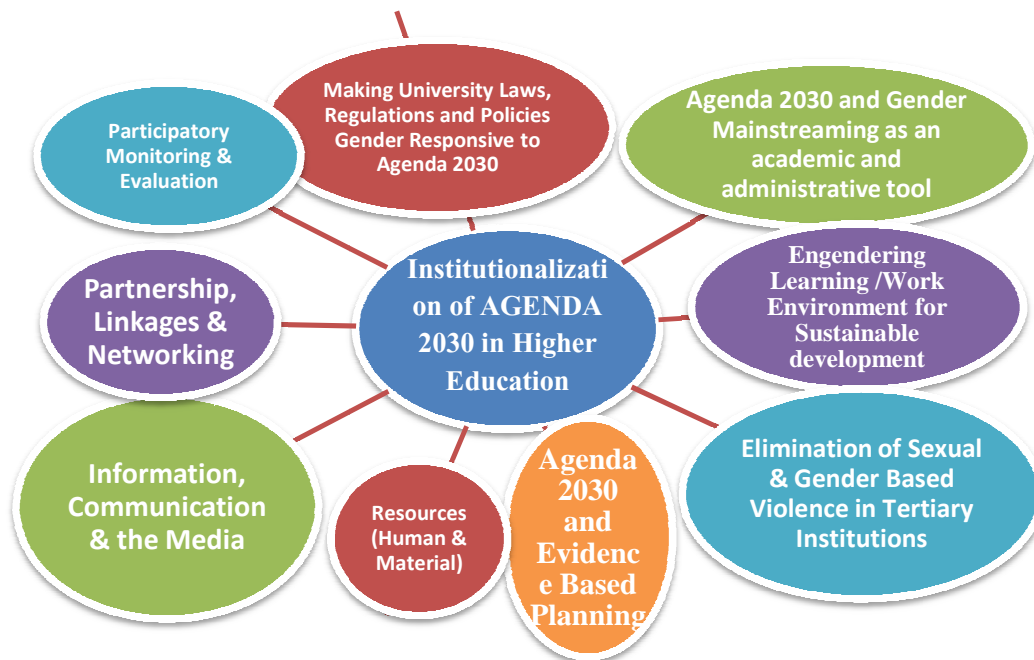 Making University Laws,
Regulations and Policies
Gender Responsive to
Agenda 2030
Agenda 2030 and Gender
Mainstreaming as an
academic and
administrative tool
Participatory
Monitoring &
Evaluation
Institutionalizati
on of AGENDA
2030 in Higher
Education
Engendering
Learning /Work
Environment for
Sustainable
development
Partnership,
Linkages &
Networking
Elimination of Sexual
& Gender Based
Violence in Tertiary
Institutions
Agenda
2030
and
Evidenc
e Based
Planning
Resources
(Human &
Material)
Information,
Communication
& the Media